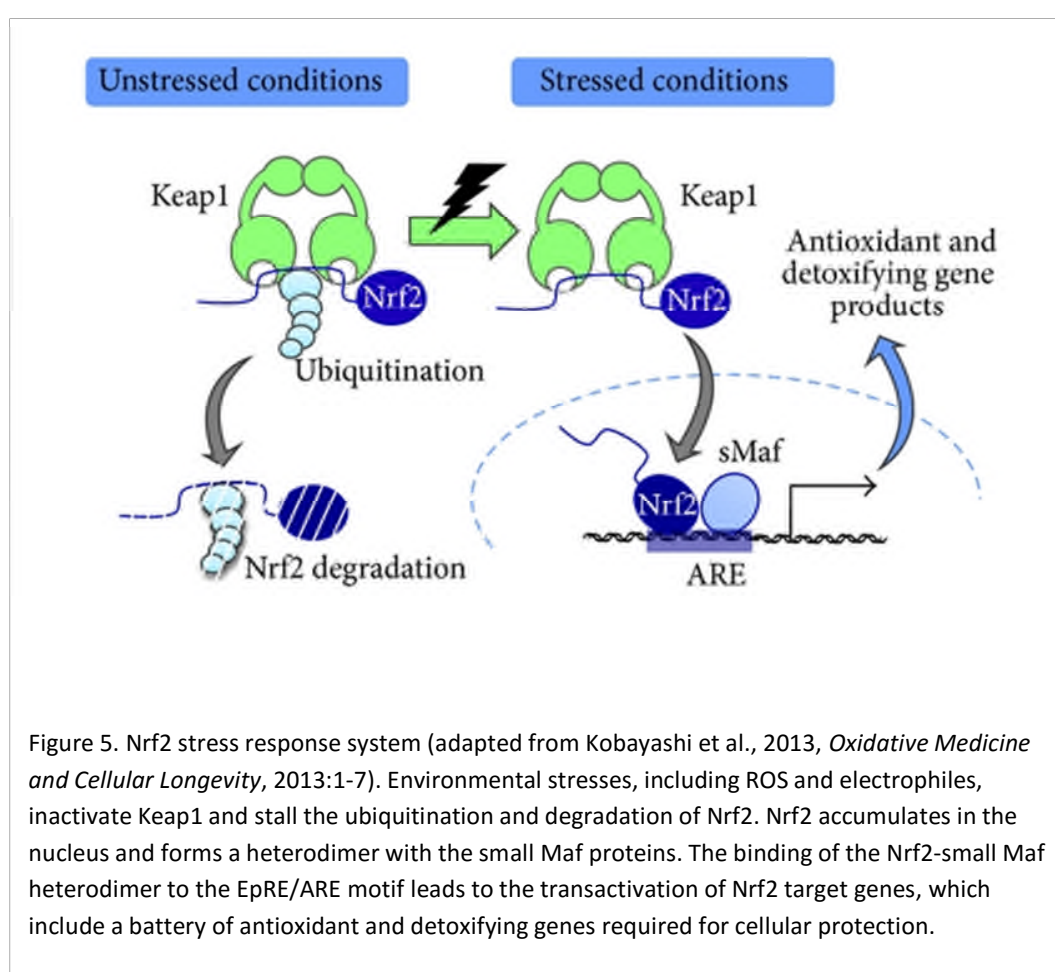 Unstressed conditions
Stressed conditions
Keap1
Keap1
Nrf2
Nrf2
Ubiquitination
Antioxidant and
detoxifying gene
products
sMaf
Nrf2
Nrf2 degradation
ARE
Figure 5. Nrf2 stress response system (adapted from Kobayashi et al., 2013, Oxidative Medicine
and Cellular Longevity, 2013:1-7). Environmental stresses, including ROS and electrophiles,
inactivate Keap1 and stall the ubiquitination and degradation of Nrf2. Nrf2 accumulates in the
nucleus and forms a heterodimer with the small Maf proteins. The binding of the Nrf2-small Maf
heterodimer to the EpRE/ARE motif leads to the transactivation of Nrf2 target genes, which
include a battery of antioxidant and detoxifying genes required for cellular protection.